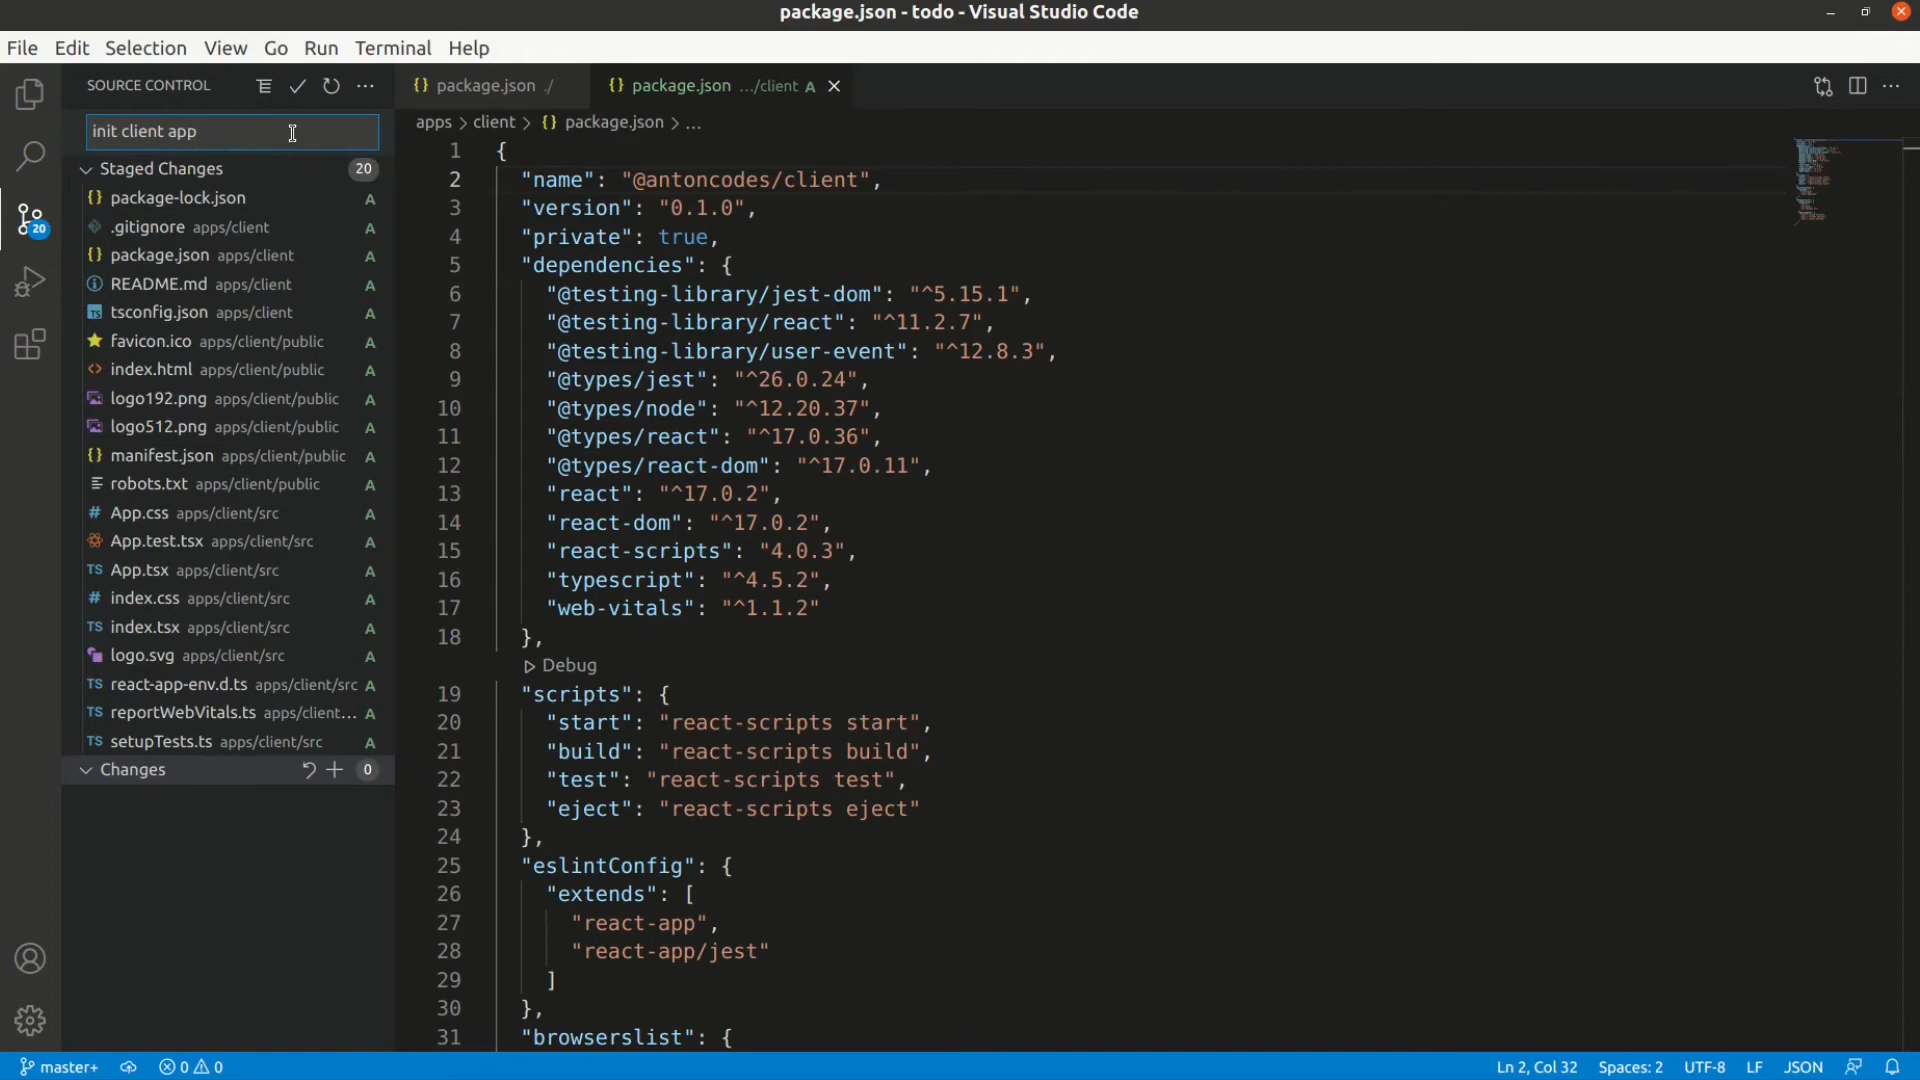 package.json - todo - Visual Studio Code
File Edit Selection View Go Run Terminal Help
SOURCE CONTROL
init client app
Staged Changes 20
package-lock.json A
.gitignore apps/client A
package.json apps/client A
README.md apps/client A
tsconfig.json apps/client A
favicon.ico apps/client/public A
index.html apps/client/public A
logo192.png apps/client/public A
logo512.png apps/client/public A
manifest.json apps/client/public A
robots.txt apps/client/public A
App.css apps/client/src A
App.test.tsx apps/client/src A
App.tsx apps/client/src A
index.css apps/client/src A
index.tsx apps/client/src A
logo.svg apps/client/src A
react-app-env.d.ts apps/client/src A
reportWebVitals.ts apps/client... A
setupTests.ts apps/client/src A
Changes 0
20
package.json ./ package.json .../client A
apps > client > {} package.json > ...
1 {
2 "name": "@antoncodes/client",
3 "version": "0.1.0",
4 "private": true,
5 "dependencies": {
6 "@testing-library/jest-dom": "^5.15.1",
7 "@testing-library/react": "^11.2.7",
8 "@testing-library/user-event": "^12.8.3",
9 "@types/jest": "^26.0.24",
10 "@types/node": "^12.20.37",
11 "@types/react": "^17.0.36",
12 "@types/react-dom": "^17.0.11",
13 "react": "^17.0.2",
14 "react-dom": "^17.0.2",
15 "react-scripts": "4.0.3",
16 "typescript": "^4.5.2",
17 "web-vitals": "^1.1.2"
18 },
Debug
19 "scripts": {
20 "start": "react-scripts start",
21 "build": "react-scripts build",
22 "test": "react-scripts test",
23 "eject": "react-scripts eject"
24 },
25 "eslintConfig": {
26 "extends": [
27 "react-app",
28 "react-app/jest"
29 ]
30 },
31 "browserslist": {
master+ 0 0 Ln 2, Col 32 Spaces: 2 UTF-8 LF JSON